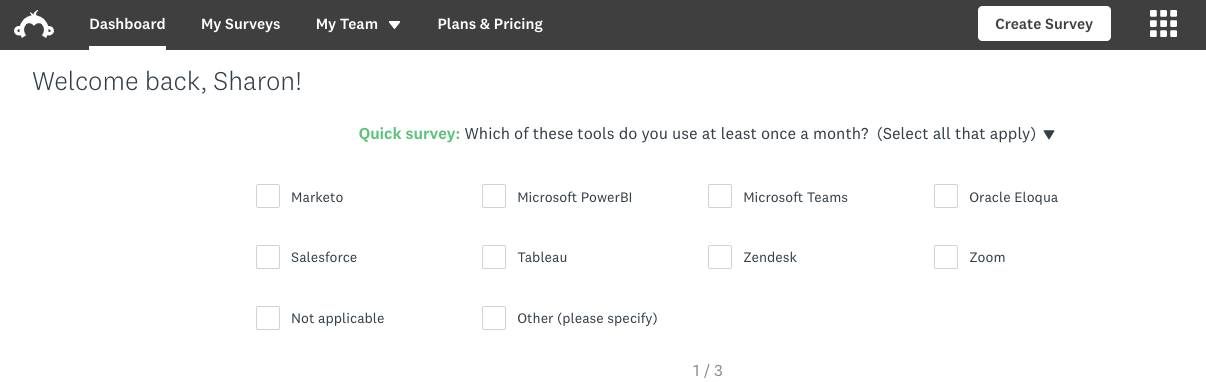 Dashboard My Surveys My Team Plans & Pricing Create Survey
Welcome back, Sharon!
Quick survey: Which of these tools do you use at least once a month? (Select all that apply)
Marketo Microsoft PowerBI Microsoft Teams Oracle Eloqua
Salesforce Tableau Zendesk Zoom
Not applicable Other (please specify)
1 / 3